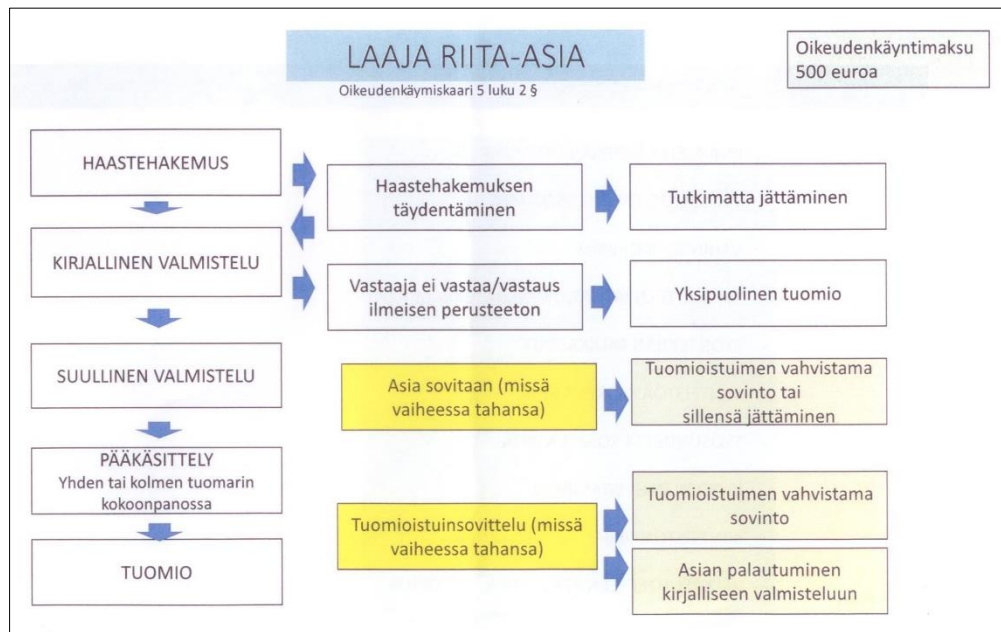 LAAJA RIITA-ASIA
Oikeudenkäymiskaari 5 luku 2 §
Oikeudenkäyntimaksu
500 euroa
HAASTEHAKEMUS
Haastehakemuksen
täydentäminen
Tutkimatta jättäminen
KIRJALLINEN VALMISTELU
Vastaaja ei vastaa/vastaus
ilmeisen perusteeton
Yksipuolinen tuomio
SUULLINEN VALMISTELU
Asia sovitaan (missä
vaiheessa tahansa)
Tuomioistuimen vahvistama
sovinto tai
sillensä jättäminen
PÄÄKÄSITTELY
Yhden tai kolmen tuomarin
kokoonpanossa
Tuomioistuinsovittelu (missä
vaiheessa tahansa)
Tuomioistuimen vahvistama
sovinto
TUOMIO
Asian palautuminen
kirjalliseen valmisteluun